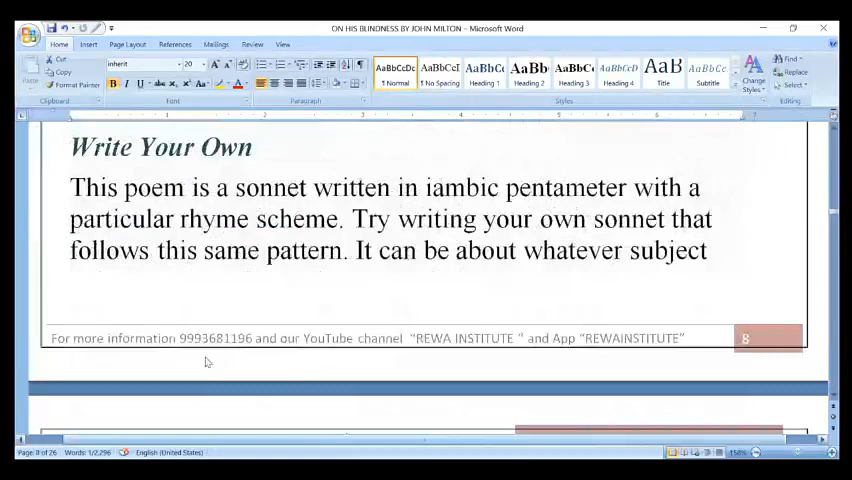 ON HIS BLINDNESS BY JOHN MILTON - Microsoft Word
Home Insert Page Layout References Mailings Review View
Cut
Copy
Format Painter
Paste
Clipboard
inherit 20
Font
Paragraph
AaBbCcDc AaBbCcI AaBbCc AaBbC AaBbCc AaBbCcI AaB AaBbCc.
¶ Normal ¶ No Spacing Heading 1 Heading 2 Heading 3 Heading 4 Title Subtitle
Styles
Change Styles
Find
Replace
Select
Editing
Write Your Own
This poem is a sonnet written in iambic pentameter with a
particular rhyme scheme. Try writing your own sonnet that
follows this same pattern. It can be about whatever subject
For more information 9993681196 and our YouTube channel “REWA INSTITUTE ” and App “REWAINSTITUTE” 8
Page: 8 of 26 Words: 1/2,296 English (United States) 158%